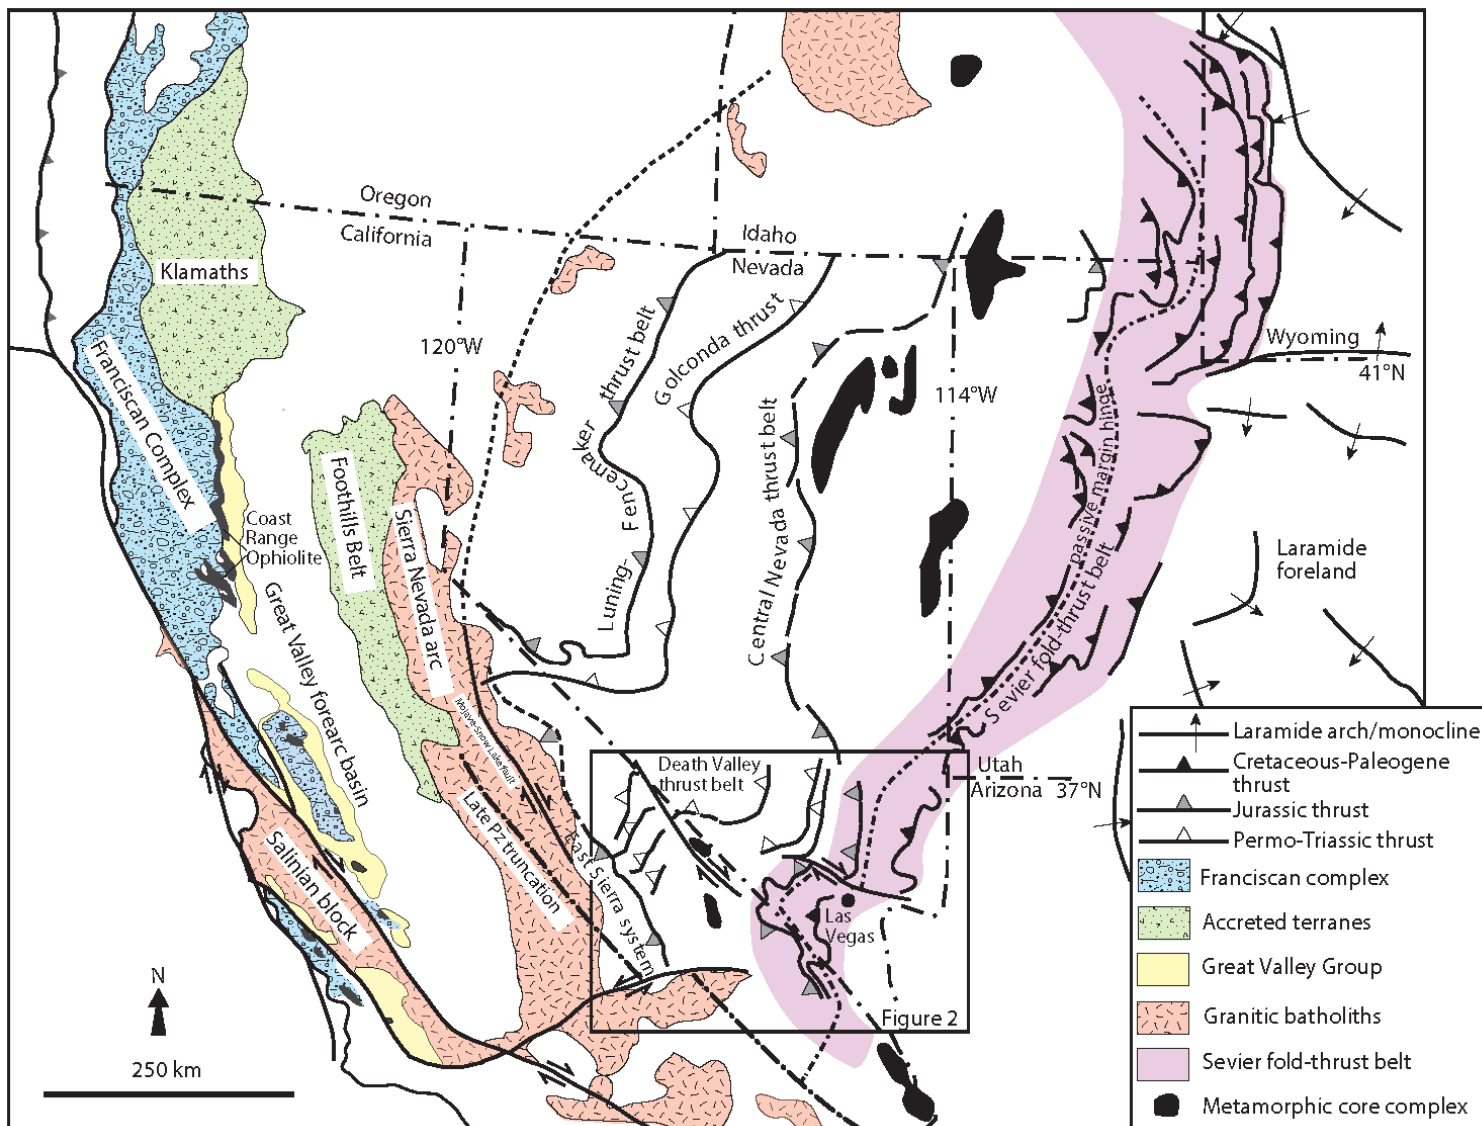 Oregon
California
Idaho
Nevada
Klamaths
Wyoming
41°N
120°W
114°W
Franciscan Complex
Luning-Fencemaker thrust belt
Golconda thrust
Central Nevada thrust belt
passive margin hinge
Sevier fold-thrust belt
Foothills Belt
Sierra Nevada arc
Coast
Range
Ophiolite
Great Valley forearc basin
Laramide
foreland
Mojave-Snow Lake fault
Late Pz truncation
East Sierra system
Salinian block
Death Valley
thrust belt
Utah
Arizona
37°N
Las
Vegas
Figure 2
N
250 km
Laramide arch/monocline
Cretaceous-Paleogene
thrust
Jurassic thrust
Permo-Triassic thrust
Franciscan complex
Accreted terranes
Great Valley Group
Granitic batholiths
Sevier fold-thrust belt
Metamorphic core complex